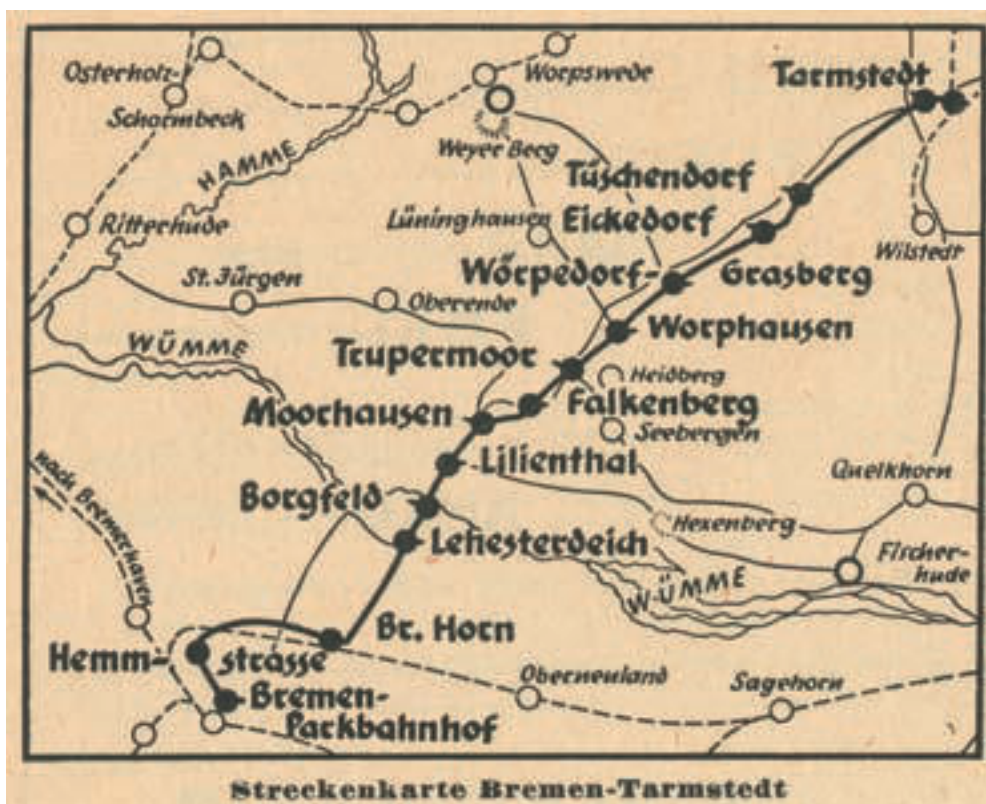 Osterholz-
Scharmbeck
Worpswede
Tarmstedt
HAMME
Weyer Berg
Tüschendorf
Ritterhude
Lüninghausen
Eickedorf
Wilstedt
St. Jürgen
Oberende
Wörpedorf-
Grasberg
WÜMME
Worphausen
Trupermoor
Heidberg
Moorhausen
Falkenberg
Seebergen
nach Bremerhaven
Lilienthal
Quelkhorn
Borgfeld
Hexenberg
Lehesterdeich
Fischer-
hude
WÜMME
Br. Horn
Hemm-
strasse
Oberneuland
Sagehorn
Bremen-
Parkbahnhof
Streckenkarte Bremen-Tarmstedt